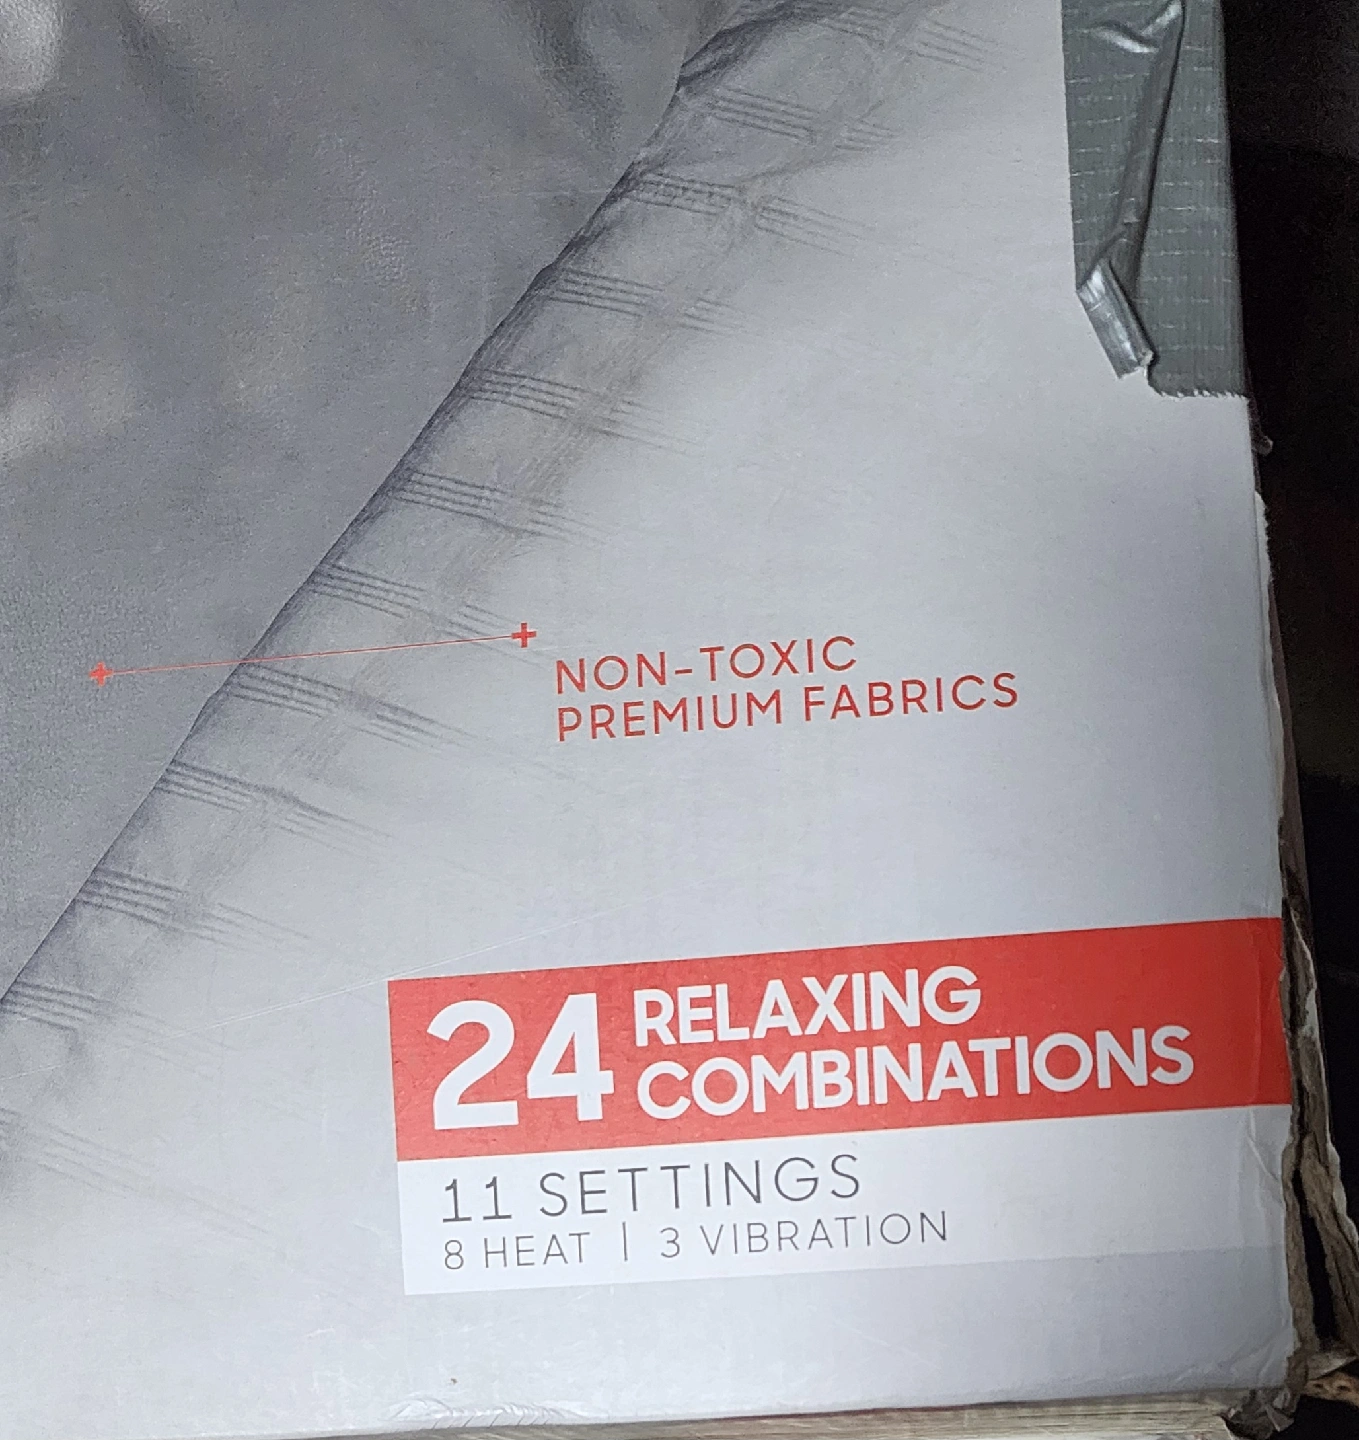 NON-TOXIC
PREMIUM FABRICS
24 RELAXING
COMBINATIONS
11 SETTINGS
8 HEAT | 3 VIBRATION